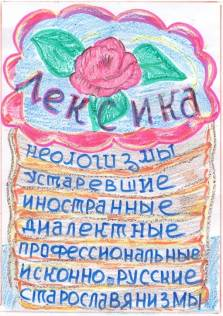 Лексика
неологизмы
устаревшие
иностранные
диалектные
профессиональные
исконно-русские
старославянизмы